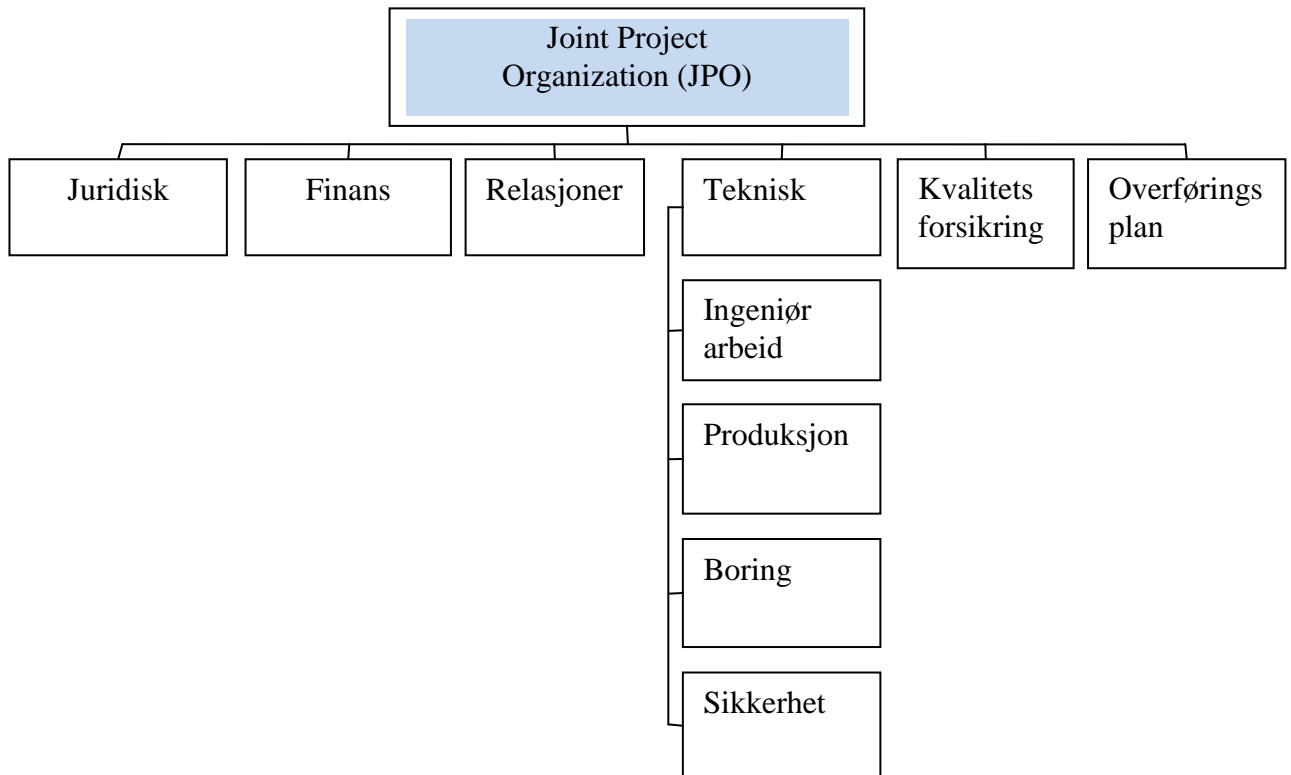 Joint Project
Organization (JPO)
Juridisk
Finans
Relasjoner
Teknisk
Kvalitets
forsikring
Overførings
plan
Ingeniør
arbeid
Produksjon
Boring
Sikkerhet